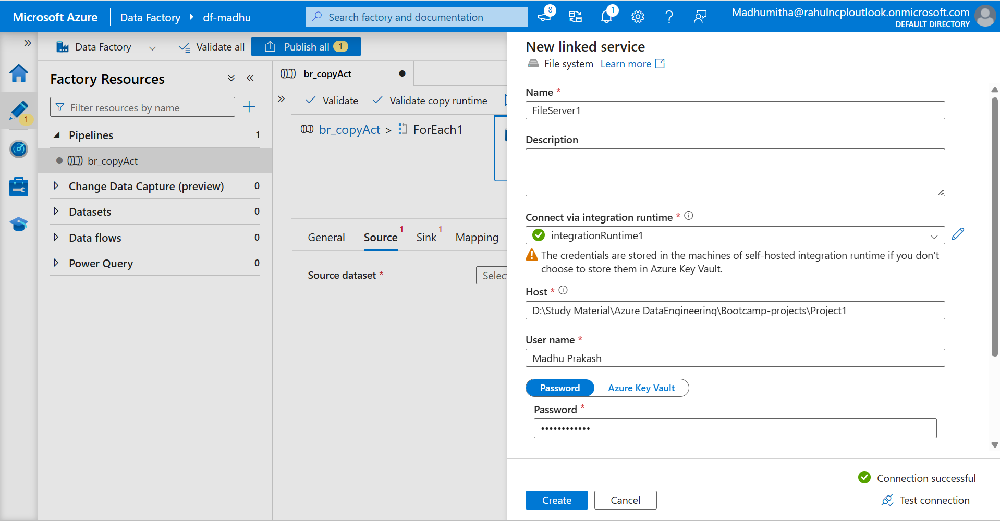 Microsoft Azure
Data Factory
df-madhu
Search factory and documentation
8
1
Madhumitha@rahulncploutlook.onmicrosoft.com
DEFAULT DIRECTORY
Data Factory
Validate all
Publish all
1
1
Factory Resources
Filter resources by name
Pipelines
1
br_copyAct
Change Data Capture (preview)
0
Datasets
0
Data flows
0
Power Query
0
br_copyAct
Validate
Validate copy runtime
br_copyAct > ForEach1
General
Source 1
Sink 1
Mapping
Source dataset *
Selec
New linked service
File system
Learn more
Name *
FileServer1
Description
Connect via integration runtime *
integrationRuntime1
The credentials are stored in the machines of self-hosted integration runtime if you don't
choose to store them in Azure Key Vault.
Host *
D:\Study Material\Azure DataEngineering\Bootcamp-projects\Project1
User name *
Madhu Prakash
Password
Azure Key Vault
Password *
••••••••••••
Connection successful
Create
Cancel
Test connection